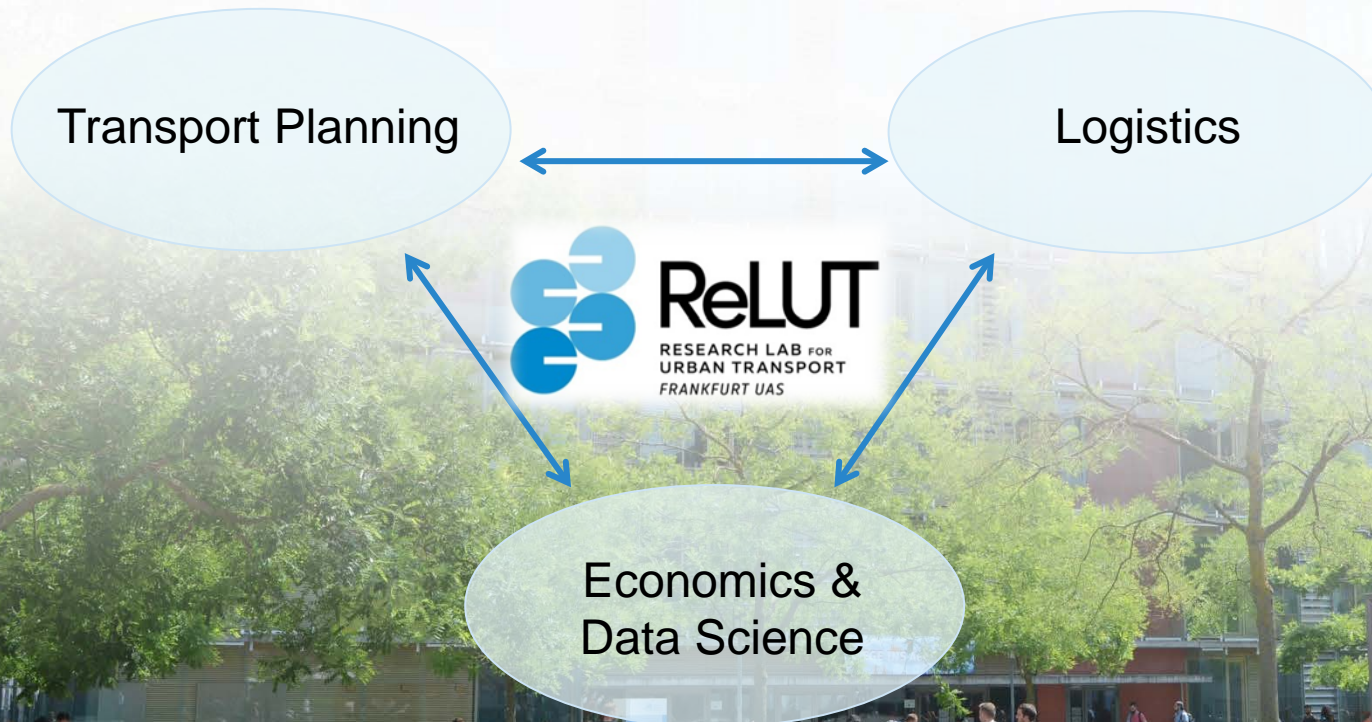 Transport Planning
Logistics
ReLUT
RESEARCH LAB FOR
URBAN TRANSPORT
FRANKFURT UAS
Economics &
Data Science